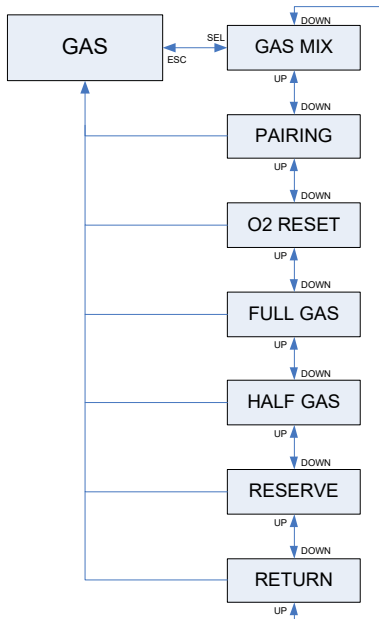 DOWN
GAS
SEL
ESC
GAS MIX
UP
DOWN
PAIRING
UP
DOWN
O2 RESET
UP
DOWN
FULL GAS
UP
DOWN
HALF GAS
UP
DOWN
RESERVE
UP
DOWN
RETURN
UP